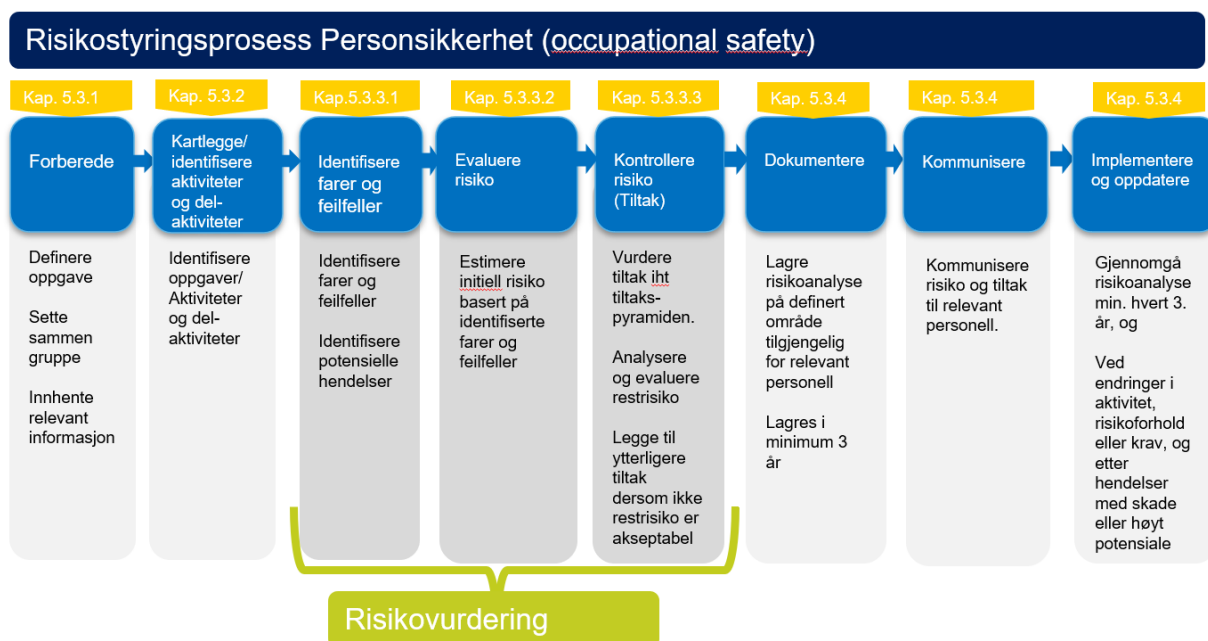 Risikostyringsprosess Personsikkerhet (occupational safety)
Kap. 5.3.1
Kap. 5.3.2
Kap.5.3.3.1
Kap. 5.3.3.2
Kap. 5.3.3.3
Kap. 5.3.4
Kap. 5.3.4
Kap. 5.3.4
Forberede
Kartlegge/
identifisere
aktiviteter
og del-
aktiviteter
Identifisere
farer og
feilfeller
Evaluere
risiko
Kontrollere
risiko
(Tiltak)
Dokumentere
Kommunisere
Implementere
og oppdatere
Definere
oppgave
Sette
sammen
gruppe
Innhente
relevant
informasjon
Identifisere
oppgaver/
Aktiviteter
og del-
aktiviteter
Identifisere
farer og
feilfeller
Identifisere
potensielle
hendelser
Estimere
initiell risiko
basert på
identifiserte
farer og
feilfeller
Vurdere
tiltak iht
tiltaks-
pyramiden.
Analysere
og evaluere
restrisiko
Legge til
ytterligere
tiltak
dersom ikke
restrisiko er
akseptabel
Lagre
risikoanalyse
på definert
område
tilgjengelig
for relevant
personell
Lagres i
minimum 3
år
Kommunisere
risiko og tiltak
til relevant
personell.
Gjennomgå
risikoanalyse
min. hvert 3.
år, og
Ved
endringer i
aktivitet,
risikoforhold
eller krav, og
etter
hendelser
med skade
eller høyt
potensiale
Risikovurdering